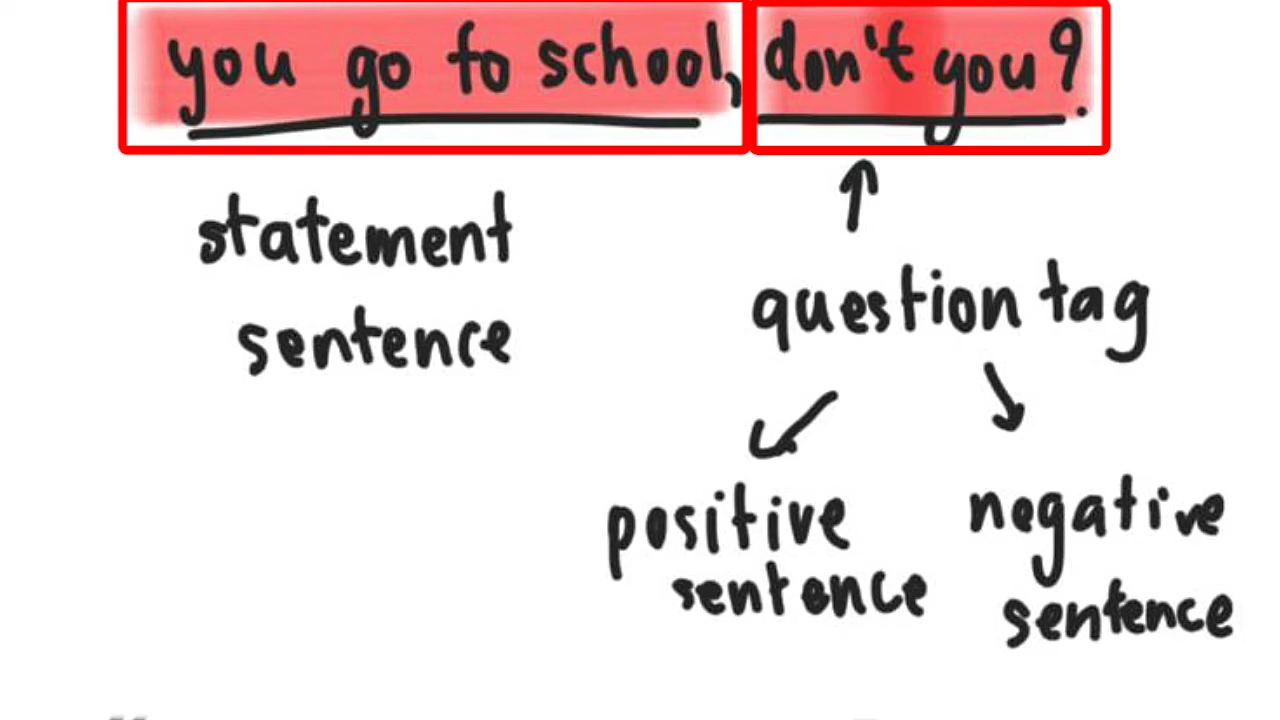 you go to school, don't you?
statement
sentence
question tag
positive
sentence
negative
sentence